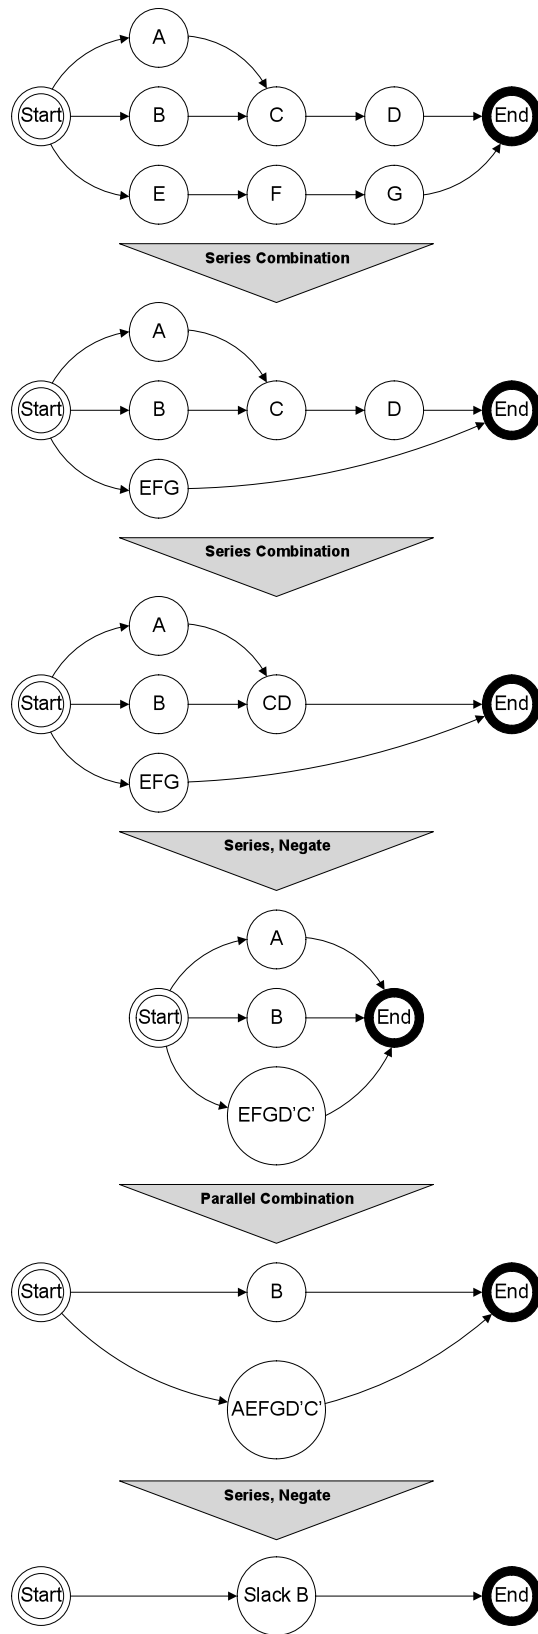 A
Start
B
C
D
End
E
F
G
Series Combination
A
Start
B
C
D
End
EFG
Series Combination
A
Start
B
CD
End
EFG
Series, Negate
A
Start
B
End
EFGD'C'
Parallel Combination
Start
B
End
AEFGD'C'
Series, Negate
Start
Slack B
End